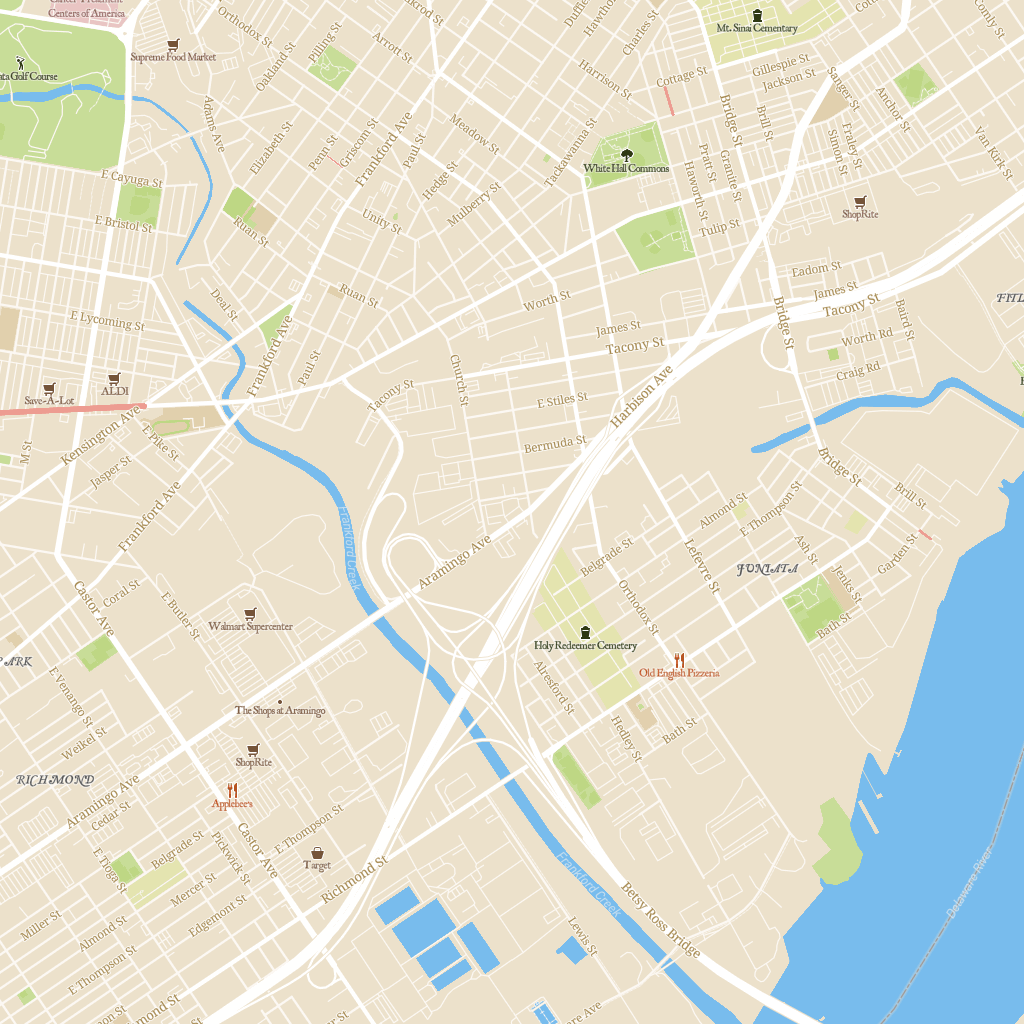 Cancer Treatment
Centers of America
Orthodox St
Pilling St
Arrott St
Charles St
Mt. Sinai Cementary
Supreme Food Market
Oakland St
Harrison St
Cottage St
Gillespie St
Jackson St
Sanger St
Anchor St
Golf Course
Adams Ave
Elizabeth St
Penn St
Griscom St
Frankford Ave
Paul St
Meadow St
Tackawanna St
White Hall Commons
Bridge St
Brill St
Pratt St
Granite St
Haworth St
Simon St
Fraley St
Van Kirk St
Comly St
E Cayuga St
E Bristol St
Ruan St
Unity St
Hedge St
Mulberry St
Tulip St
ShopRite
Eadom St
James St
Tacony St
Deal St
Ruan St
Worth St
James St
Tacony St
Bridge St
Worth Rd
Baird St
Craig Rd
E Lycoming St
Frankford Ave
Paul St
Church St
Tacony St
E Stiles St
Harbison Ave
Bermuda St
Save-A-Lot
ALDI
Kensington Ave
M St
E Pike St
Jasper St
Frankford Ave
Frankford Creek
Aramingo Ave
Bridge St
Brill St
Almond St
E Thompson St
Ash St
Garden St
Belgrade St
Lefevre St
JUNIATA
Jenks St
Bath St
Coral St
Castor Ave
E Butler St
Walmart Supercenter
Orthodox St
Holy Redeemer Cemetery
Old English Pizzeria
Alresford St
Hedley St
Bath St
PARK
E Venango St
Weikel St
The Shops at Aramingo
ShopRite
RICHMOND
Applebee's
Aramingo Ave
Cedar St
E Thompson St
Castor Ave
Pickwick St
Target
Belgrade St
E Tioga St
Mercer St
Richmond St
Edgemont St
Miller St
Almond St
E Thompson St
Richmond St
Frankford Creek
Betsy Ross Bridge
Lewis St
Delaware River